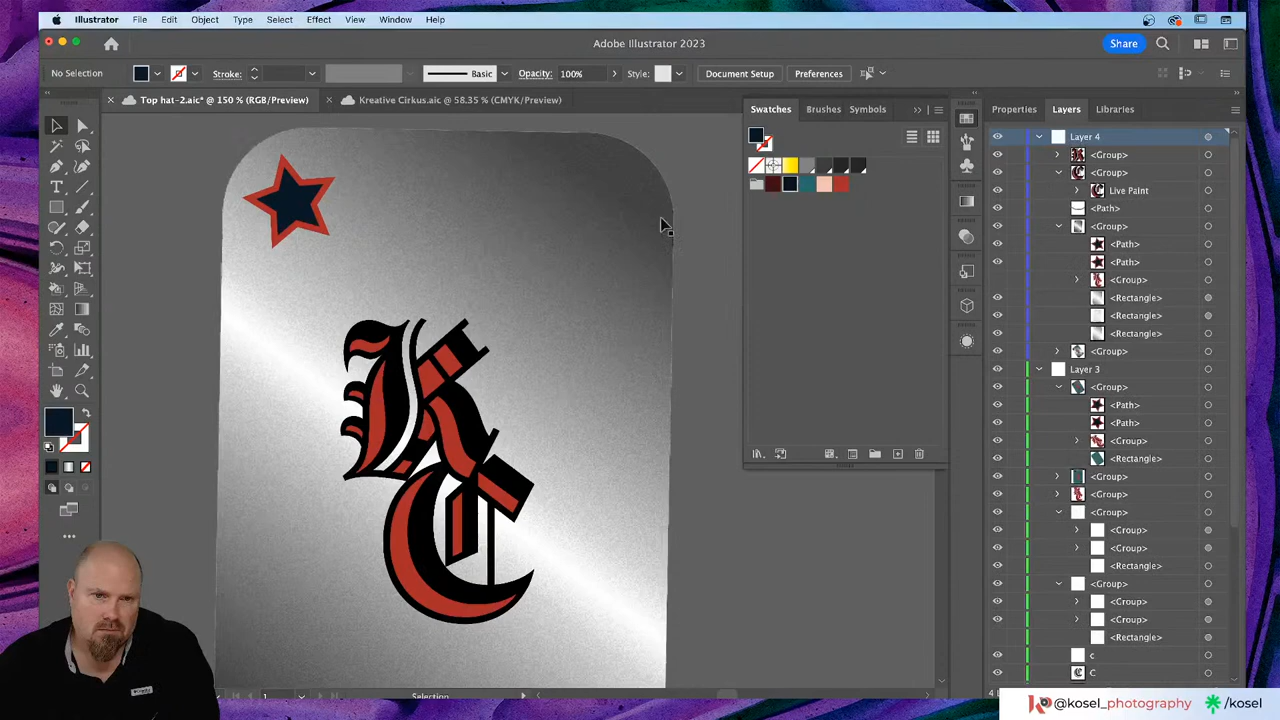 Illustrator File Edit Object Type Select Effect View Window Help
Adobe Illustrator 2023
Share
No Selection
Stroke:
Basic
Opacity: 100%
Style:
Document Setup
Preferences
Top hat-2.aic* @ 150 % (RGB/Preview)
Kreative Cirkus.aic @ 58.35 % (CMYK/Preview)
Swatches Brushes Symbols
Properties Layers Libraries
Layer 4
<Group>
<Group>
Live Paint
<Path>
<Group>
<Path>
<Path>
<Group>
<Rectangle>
<Rectangle>
<Rectangle>
<Group>
Layer 3
<Group>
<Path>
<Path>
<Group>
<Rectangle>
<Group>
<Group>
<Group>
<Group>
<Group>
<Rectangle>
<Group>
<Group>
<Group>
<Rectangle>
c
C
K
C
1
Selection
@kosel_photography
/kosel